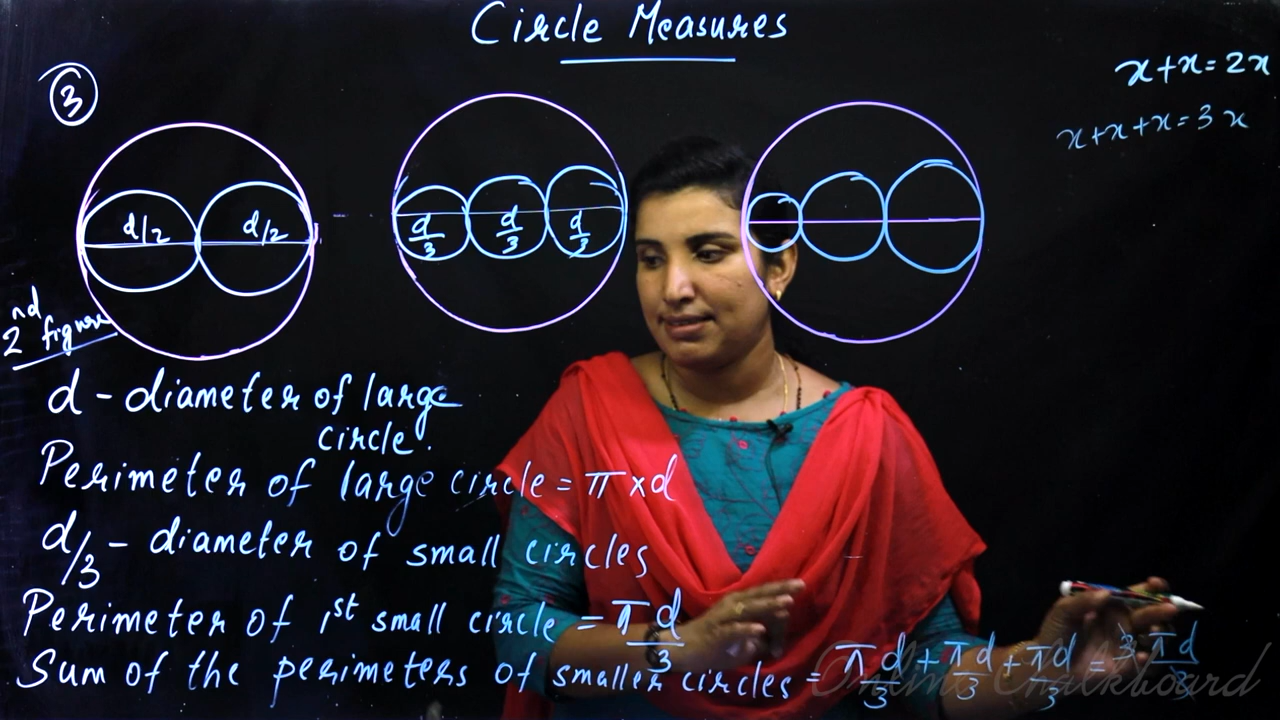 Circle Measures
x+x=2x
x+x+x=3x
3
d/2 d/2
d/3 d/3 d/3
2nd figure
d - diameter of large
circle.
Perimeter of large circle = π × d
d/3 - diameter of small circles
Perimeter of 1st small circle = πd/3
Sum of the perimeters of smaller circles = πd/3 + πd/3 + πd/3 = 3πd/3
Online Chalkboard